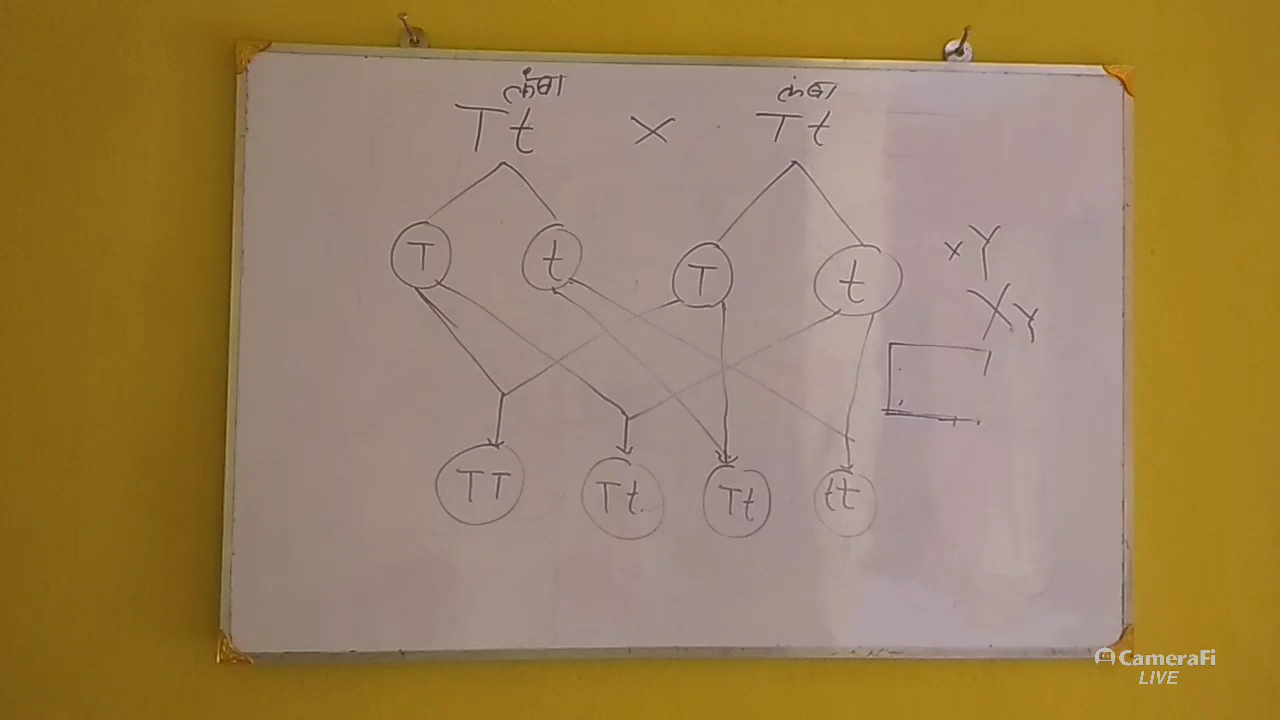 लंबा लंबा
Tt × Tt
T t T t
xY
Xy
TT Tt Tt tt
CameraFi
LIVE